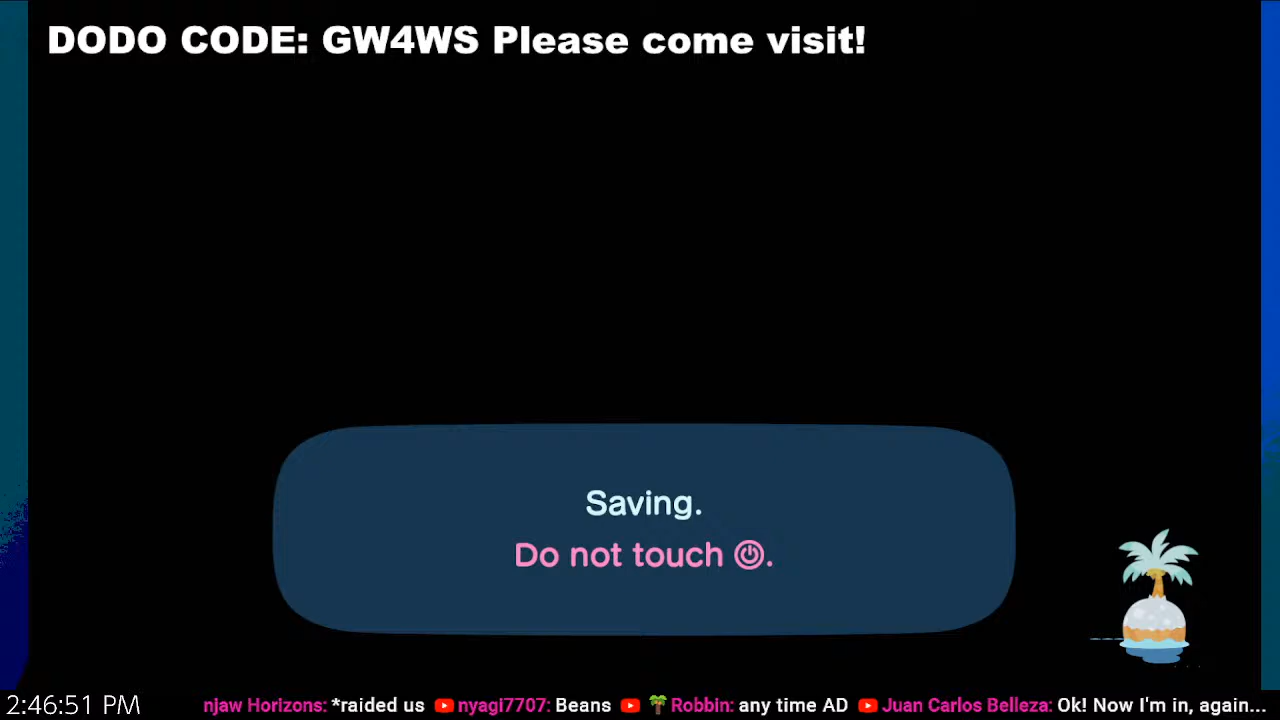 DODO CODE: GW4WS Please come visit!
Saving.
Do not touch .
2:46:51 PM
njaw Horizons: *raided us nyagi7707: Beans Robbin: any time AD Juan Carlos Belleza: Ok! Now I'm in, again...